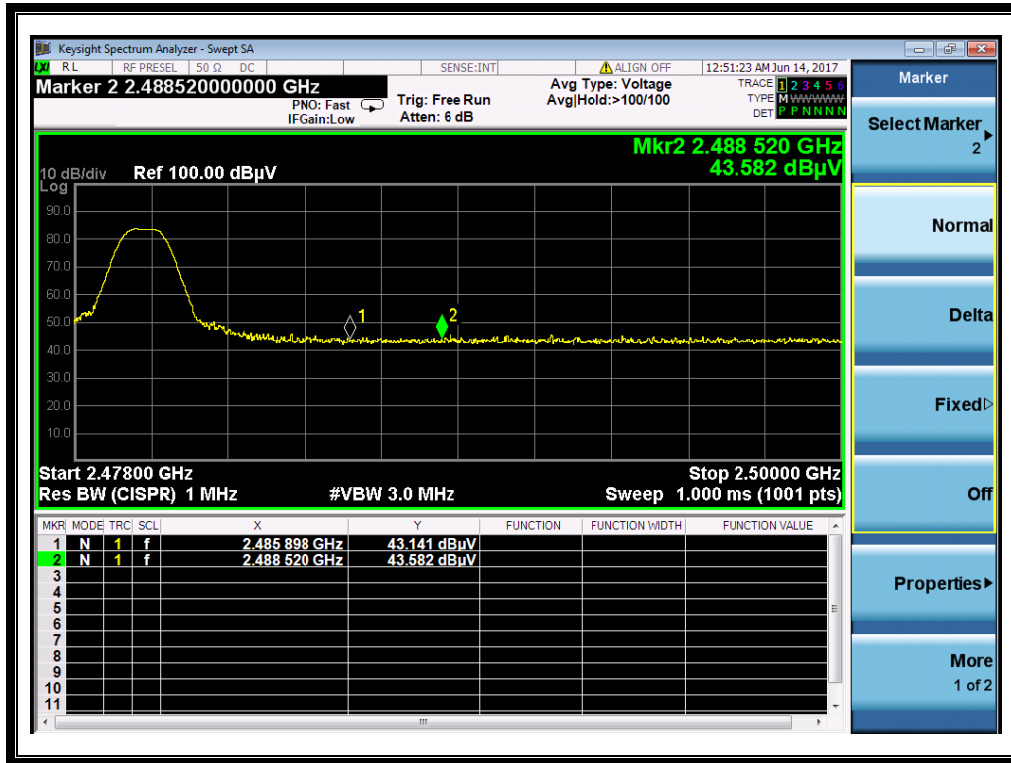 Keysight Spectrum Analyzer - Swept SA
LXI RL RF PRESEL 50 Ω DC SENSE:INT ALIGN OFF 12:51:23 AM Jun 14, 2017
Marker 2 2.488520000000 GHz
PNO: Fast
IFGain:Low
Trig: Free Run
Atten: 6 dB
Avg Type: Voltage
Avg|Hold:>100/100
TRACE 1 2 3 4 5 6
TYPE M WWWWW
DET P P N N N N
Mkr2 2.488 520 GHz
43.582 dBµV
10 dB/div Ref 100.00 dBµV
Log
90.0
80.0
70.0
60.0
50.0
40.0
30.0
20.0
10.0
1
2
Start 2.47800 GHz Stop 2.50000 GHz
Res BW (CISPR) 1 MHz #VBW 3.0 MHz Sweep 1.000 ms (1001 pts)
MKR MODE TRC SCL X Y FUNCTION FUNCTION WIDTH FUNCTION VALUE
1 N 1 f 2.485 898 GHz 43.141 dBµV
2 N 1 f 2.488 520 GHz 43.582 dBµV
3
4
5
6
7
8
9
10
11
Marker
Select Marker
2
Normal
Delta
Fixed
Off
Properties
More
1 of 2